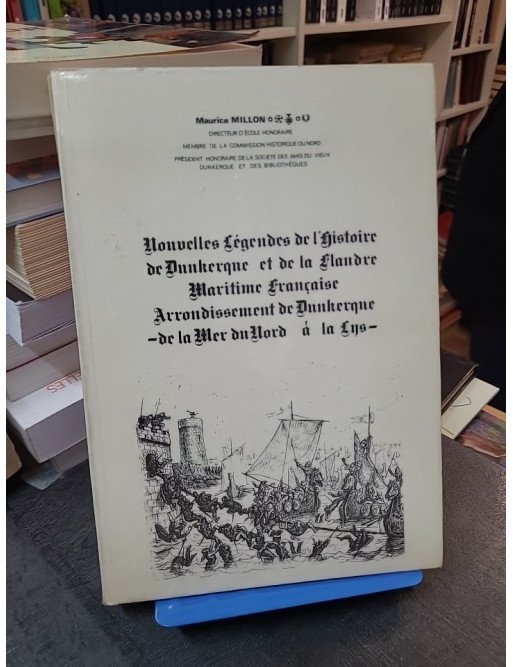 Maurice MILLON
DIRECTEUR D'ÉCOLE HONORAIRE
MEMBRE DE LA COMMISSION HISTORIQUE DU NORD
PRÉSIDENT HONORAIRE DE LA SOCIÉTÉ DES AMIS DU VIEUX
DUNKERQUE ET DES BIBLIOTHÈQUES
Nouvelles Légendes de l'Histoire
de Dunkerque et de la Flandre
Maritime Française
Arrondissement de Dunkerque
-de la Mer du Nord á la Lys-